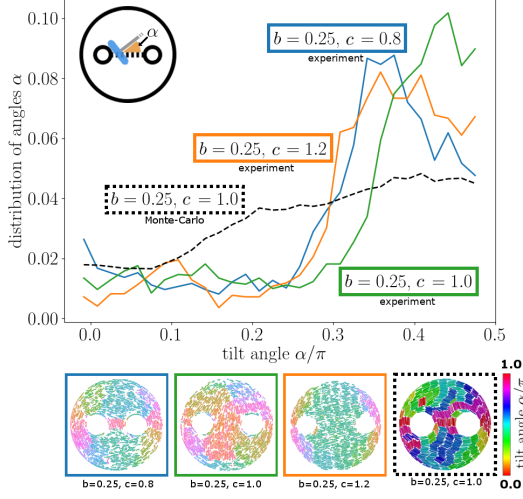 0.10
0.08
0.06
0.04
0.02
0.00
distribution of angles α
α
b = 0.25, c = 0.8
experiment
b = 0.25, c = 1.2
experiment
b = 0.25, c = 1.0
Monte-Carlo
b = 0.25, c = 1.0
experiment
0.0 0.1 0.2 0.3 0.4 0.5
tilt angle α/π
b=0.25, c=0.8
b=0.25, c=1.0
b=0.25, c=1.2
b=0.25, c=1.0
1.0
0.0
tilt angle α/π